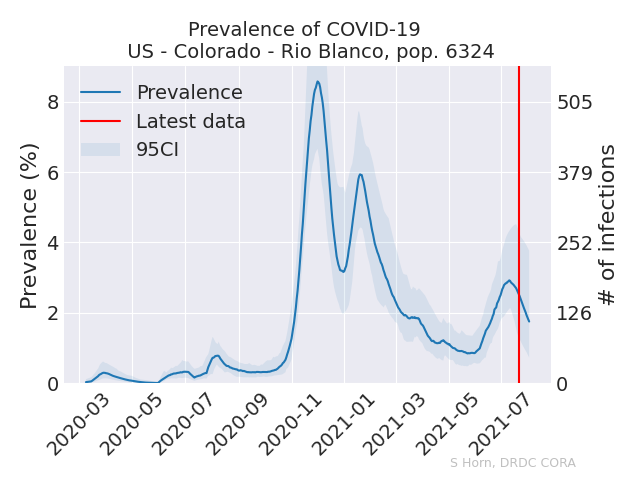 Prevalence of COVID-19
US - Colorado - Rio Blanco, pop. 6324
Prevalence
Latest data
95CI
Prevalence (%)
8
6
4
2
0
505
379
252
126
0
# of infections
2020-03
2020-05
2020-07
2020-09
2020-11
2021-01
2021-03
2021-05
2021-07
S Horn, DRDC CORA